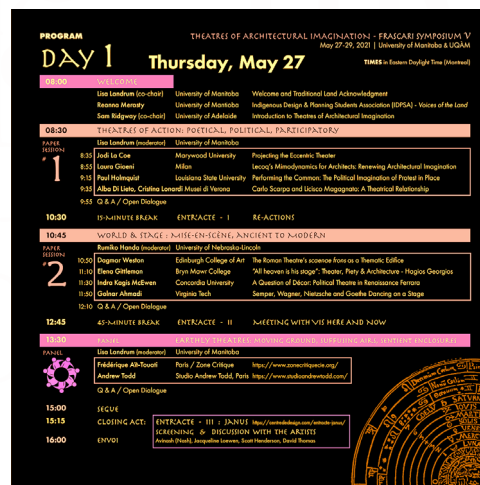 PROGRAM
THEATRES OF ARCHITECTURAL IMAGINATION - FRASCARI SYMPOSIUM V
May 27-29, 2021 | University of Manitoba & UQÀM
DAY 1 Thursday, May 27 TIMES in Eastern Daylight Time (Montreal)
08:00 WELCOME
Lisa Landrum (co-chair) University of Manitoba Welcome and Traditional Land Acknowledgment
Reanna Merasty University of Manitoba Indigenous Design & Planning Students Association (IDPSA) - Voices of the Land
Sam Ridgway (co-chair) University of Adelaide Introduction to Theatres of Architectural Imagination
08:30 THEATRES OF ACTION: POETICAL, POLITICAL, PARTICIPATORY
PAPER SESSION #1 Lisa Landrum (moderator) University of Manitoba
8:35 Jodi La Coe Marywood University Projecting the Eccentric Theater
8:55 Laura Gioeni Milan Lecoq's Mimodynamics for Architects: Renewing Architectural Imagination
9:15 Paul Holmquist Louisiana State University Performing the Common: The Political Imagination of Protest in Place
9:35 Alba Di Lieto, Cristina Lonardi Musei di Verona Carlo Scarpa and Licisco Magagnato: A Theatrical Relationship
9:55 Q & A / Open Dialogue
10:30 15-MINUTE BREAK ENTR'ACTE - I RE-ACTIONS
10:45 WORLD & STAGE : MISE-EN-SCÈNE, ANCIENT TO MODERN
PAPER SESSION #2 Rumiko Handa (moderator) University of Nebraska-Lincoln
10:50 Dagmar Weston Edinburgh College of Art The Roman Theatre's scaenae frons as a Thematic Edifice
11:10 Elena Gittleman Bryn Mawr College "All heaven is his stage": Theater, Piety & Architecture - Hagios Georgios
11:30 Indra Kagis McEwen Concordia University A Question of Décor: Political Theatre in Renaissance Ferrara
11:50 Golnar Ahmadi Virginia Tech Semper, Wagner, Nietzsche and Goethe Dancing on a Stage
12:10 Q & A / Open Dialogue
12:45 45-MINUTE BREAK ENTR'ACTE - II MEETING WITH VIS HERE AND NOW
13:30 PANEL EARTHLY THEATRES: MOVING GROUND, SUFFUSING AIRS, SENTIENT ENCLOSURES
PANEL Lisa Landrum (moderator) University of Manitoba
Frédérique Aït-Touati Paris / Zone Critique https://www.zonecritiquecie.org/
Andrew Todd Studio Andrew Todd, Paris https://www.studioandrewtodd.com/
Q & A / Open Dialogue
15:00 SEGUE
15:15 CLOSING ACT: ENTR'ACTE - III : JANUS
SCREENING & DISCUSSION WITH THE ARTISTS
16:00 ENVOI Avinash (Nash), Jacqueline Loewen, Scott Henderson, David Thomas